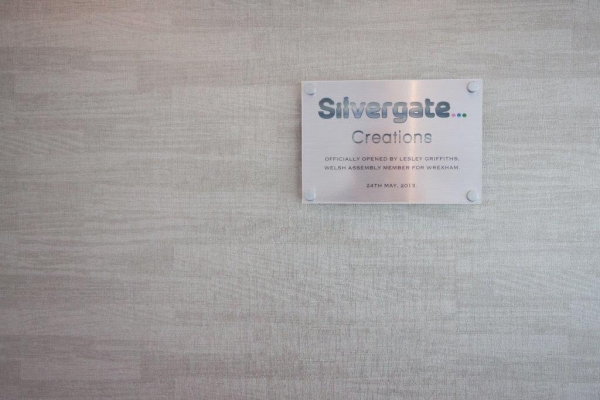 Silvergate...
Creations
OFFICIALLY OPENED BY LESLEY GRIFFITHS,
WELSH ASSEMBLY MEMBER FOR WREXHAM.
24TH MAY, 2013.